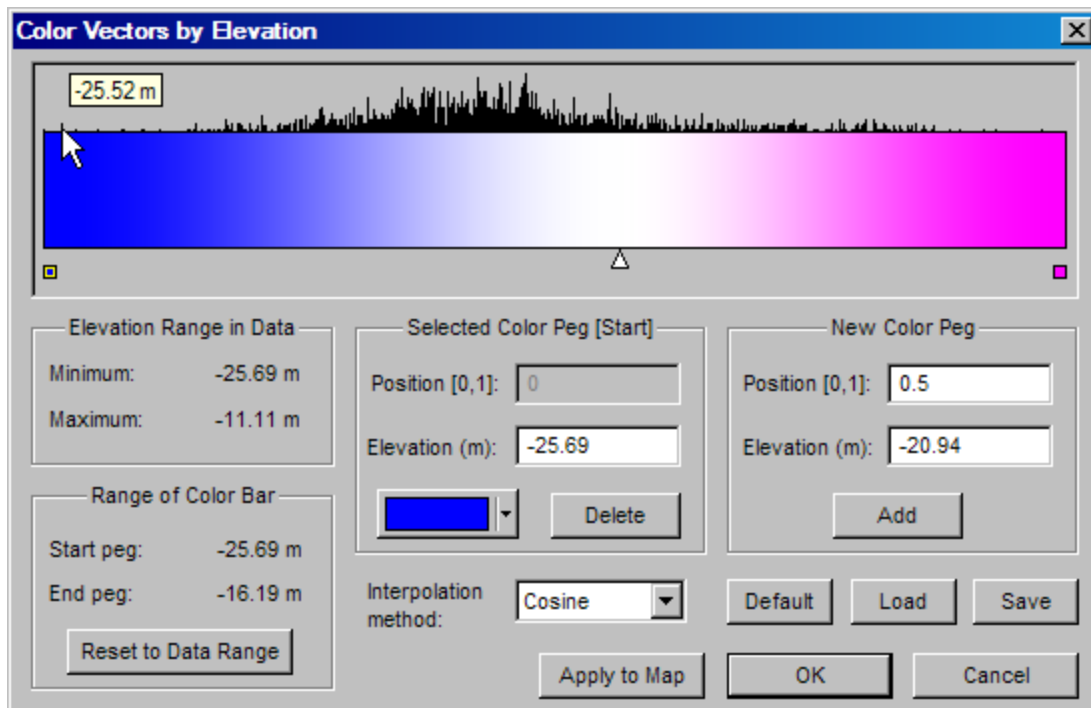 Color Vectors by Elevation
-25.52 m
Elevation Range in Data
Minimum: -25.69 m
Maximum: -11.11 m
Range of Color Bar
Start peg: -25.69 m
End peg: -16.19 m
Reset to Data Range
Selected Color Peg [Start]
Position [0,1]: 0
Elevation (m): -25.69
Delete
New Color Peg
Position [0,1]: 0.5
Elevation (m): -20.94
Add
Interpolation
method:
Cosine
Default
Load
Save
Apply to Map
OK
Cancel